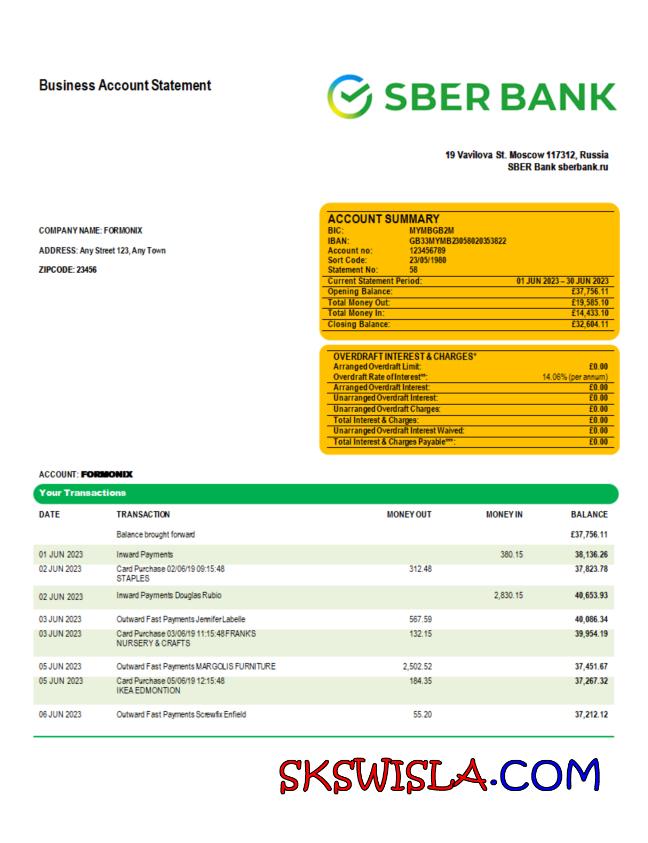 Business Account Statement
SBER BANK
19 Vavilova St. Moscow 117312, Russia
SBER Bank sberbank.ru
COMPANY NAME: FORMONIX
ADDRESS: Any Street 123, Any Town
ZIPCODE: 23456
ACCOUNT SUMMARY
BIC: MYMBGB2M
IBAN: GB33MYMB23058020353822
Account no: 123456789
Sort Code: 23/05/1980
Statement No: 58
Current Statement Period: 01 JUN 2023 – 30 JUN 2023
Opening Balance: £37,756.11
Total Money Out: £19,585.10
Total Money In: £14,433.10
Closing Balance: £32,604.11
OVERDRAFT INTEREST & CHARGES*
Arranged Overdraft Limit: £0.00
Overdraft Rate of Interest**: 14.06% (per annum)
Arranged Overdraft Interest: £0.00
Unarranged Overdraft Interest: £0.00
Unarranged Overdraft Charges: £0.00
Total Interest & Charges: £0.00
Unarranged Overdraft Interest Waived: £0.00
Total Interest & Charges Payable***: £0.00
ACCOUNT: FORMONIX
Your Transactions
DATE TRANSACTION MONEY OUT MONEY IN BALANCE
Balance brought forward £37,756.11
01 JUN 2023 Inward Payments 380.15 38,136.26
02 JUN 2023 Card Purchase 02/06/19 09:15:48 312.48 37,823.78
STAPLES
02 JUN 2023 Inward Payments Douglas Rubio 2,830.15 40,653.93
03 JUN 2023 Outward Fast Payments Jennifer Labelle 567.59 40,086.34
03 JUN 2023 Card Purchase 03/06/19 11:15:48 FRANK'S 132.15 39,954.19
NURSERY & CRAFTS
05 JUN 2023 Outward Fast Payments MARGOLIS FURNITURE 2,502.52 37,451.67
05 JUN 2023 Card Purchase 05/06/19 12:15:48 184.35 37,267.32
IKEA EDMONTION
06 JUN 2023 Outward Fast Payments Screwfix Enfield 55.20 37,212.12
SKSWISLA.COM